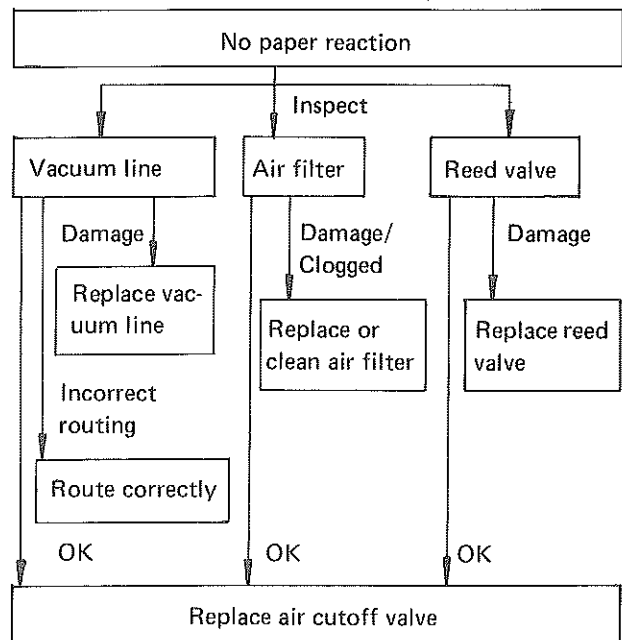 No paper reaction
Inspect
Vacuum line
Air filter
Reed valve
Damage
Damage/
Clogged
Damage
Replace vac-
uum line
Replace or
clean air filter
Replace reed
valve
Incorrect
routing
Route correctly
OK
OK
OK
Replace air cutoff valve